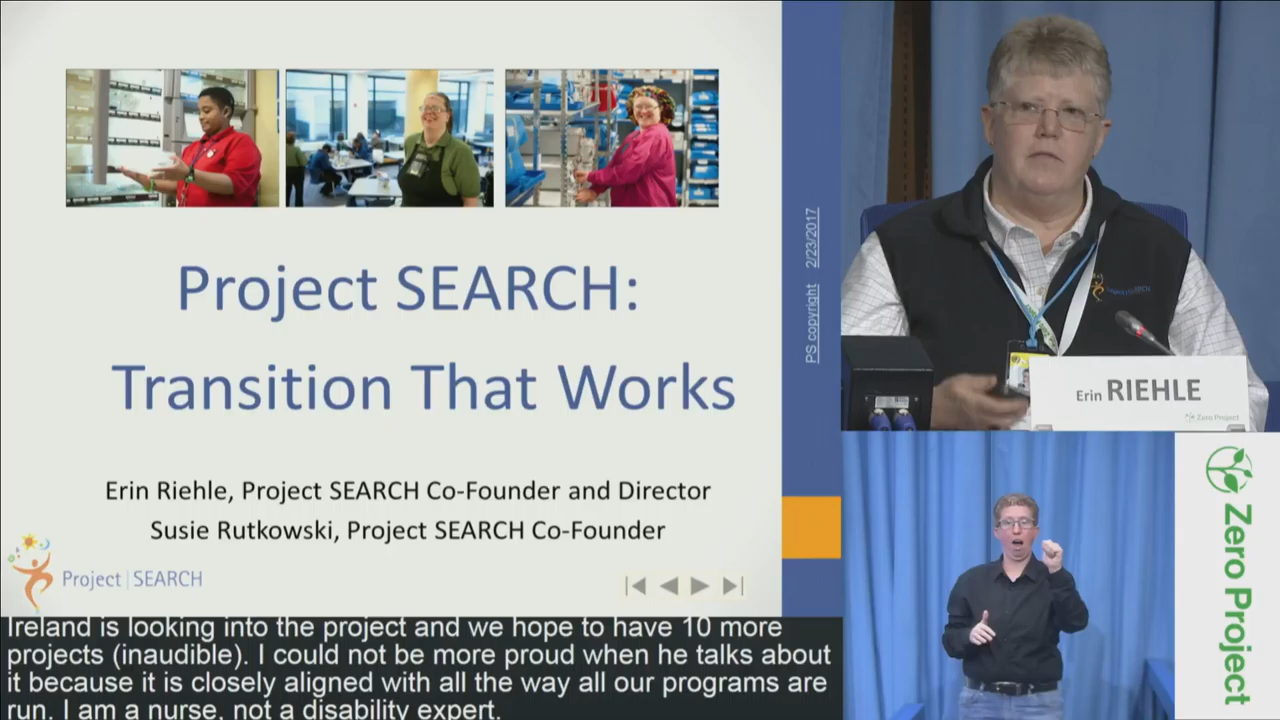 Project SEARCH:
Transition That Works
Erin Riehle, Project SEARCH Co-Founder and Director
Susie Rutkowski, Project SEARCH Co-Founder
Project | SEARCH
PS copyright 2/23/2017
Ireland is looking into the project and we hope to have 10 more
projects (inaudible). I could not be more proud when he talks about
it because it is closely aligned with all the way all our programs are
run. I am a nurse, not a disability expert.
Erin RIEHLE
Zero Project
Zero Project